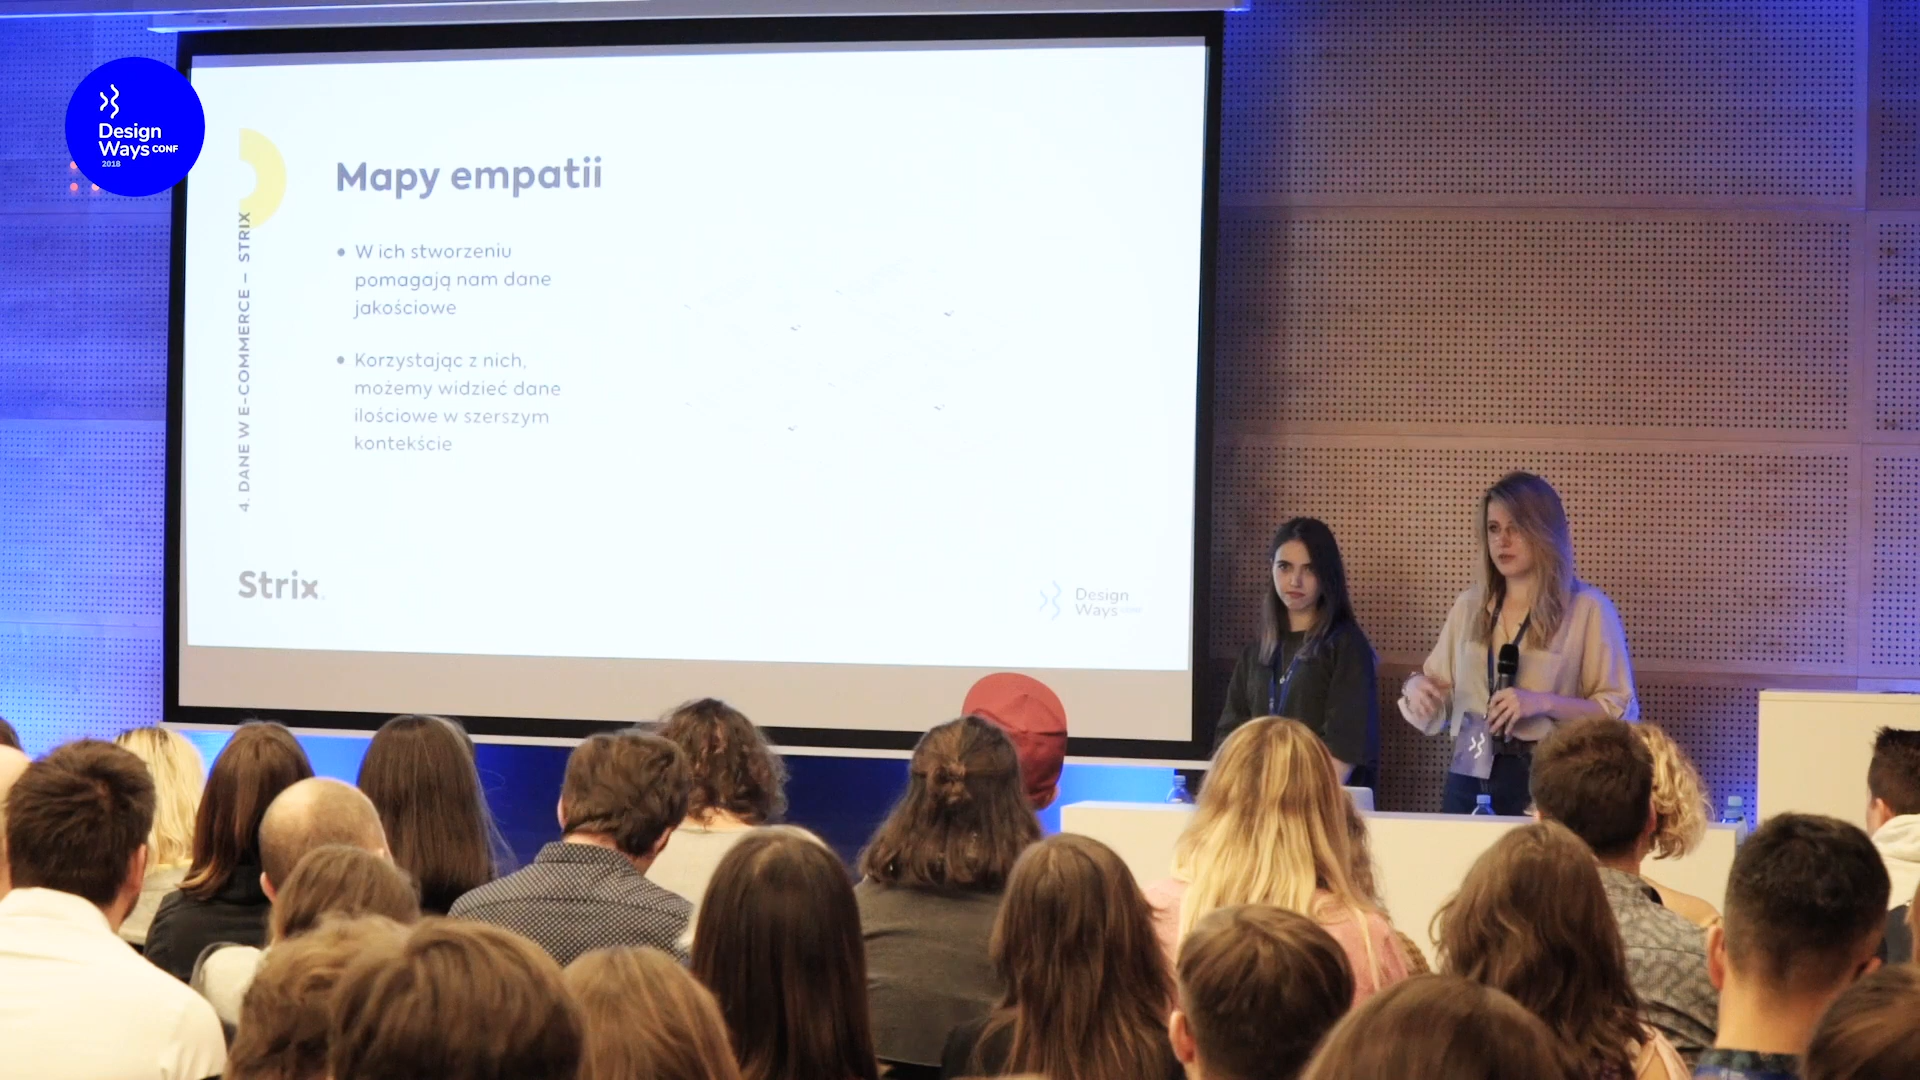 Design
Ways CONF
2018
Mapy empatii
W ich stworzeniu
pomagają nam dane
jakościowe
Korzystając z nich,
możemy widzieć dane
ilościowe w szerszym
kontekście
4. DANE W E-COMMERCE – STRIX
Strix
Design
Ways CONF